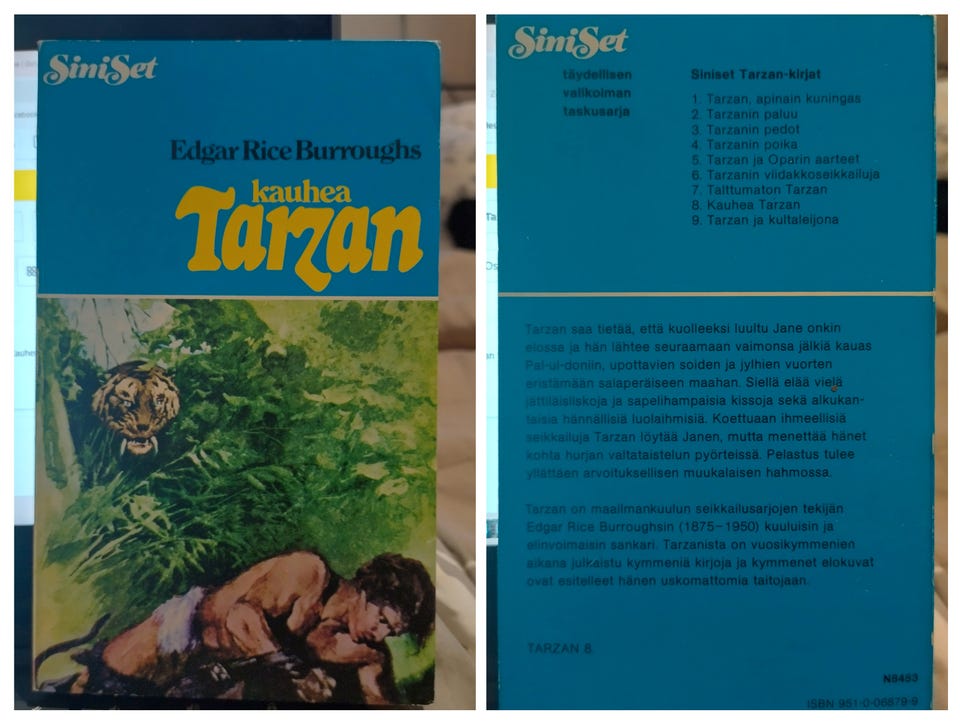 SiniSet
Edgar Rice Burroughs
kauhea
Tarzan
SiniSet
täydellisen
valikoiman
taskusarja
Siniset Tarzan-kirjat
1. Tarzan, apinain kuningas
2. Tarzanin paluu
3. Tarzanin pedot
4. Tarzanin poika
5. Tarzan ja Oparin aarteet
6. Tarzanin viidakkoseikkailuja
7. Talttumaton Tarzan
8. Kauhea Tarzan
9. Tarzan ja kultaleijona
Tarzan saa tietää, että kuolleeksi luultu Jane onkin
elossa ja hän lähtee seuraamaan vaimonsa jälkiä kauas
Pal-ul-doniin, upottavien soiden ja jylhien vuorten
eristämään salaperäiseen maahan. Siellä elää vielä
jättiläisliskoja ja sapelihampaisia kissoja sekä alkukan-
taisia hännällisiä luolaihmisiä. Koettuaan ihmeellisiä
seikkailuja Tarzan löytää Janen, mutta menettää hänet
kohta hurjan valtataistelun pyörteissä. Pelastus tulee
yllättäen arvoituksellisen muukalaisen hahmossa.
Tarzan on maailmankuulun seikkailusarjojen tekijän
Edgar Rice Burroughsin (1875–1950) kuuluisin ja
elinvoimaisin sankari. Tarzanista on vuosikymmenien
aikana julkaistu kymmeniä kirjoja ja kymmenet elokuvat
ovat esitelleet hänen uskomattomia taitojaan.
TARZAN 8
N8483
ISBN 951-0-06879-9